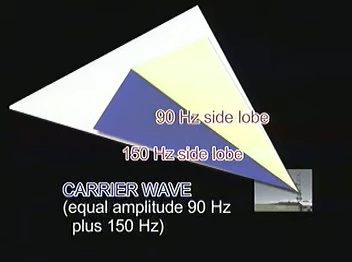 90 Hz side lobe
150 Hz side lobe
CARRIER WAVE
(equal amplitude 90 Hz
plus 150 Hz)